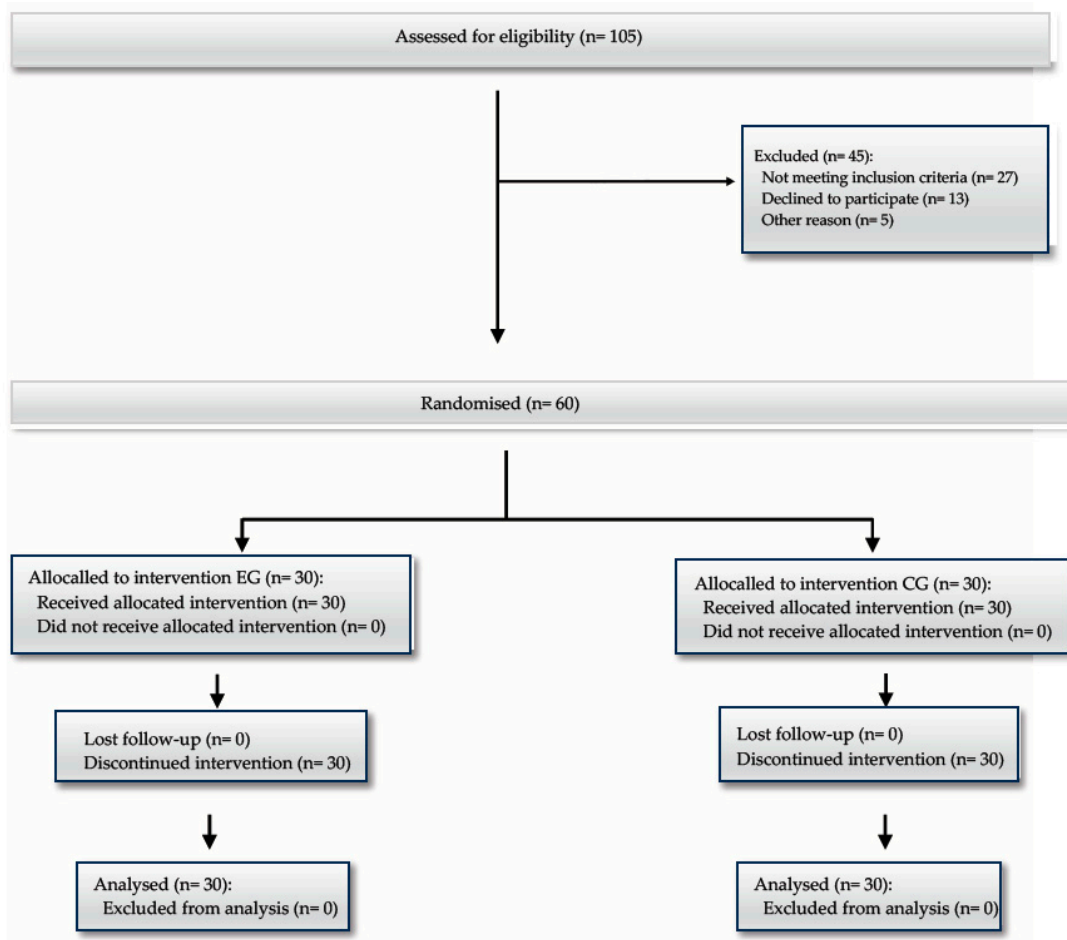 Assessed for eligibility (n= 105)
Excluded (n= 45):
Not meeting inclusion criteria (n= 27)
Declined to participate (n= 13)
Other reason (n= 5)
Randomised (n= 60)
Allocalled to intervention EG (n= 30):
Received allocated intervention (n= 30)
Did not receive allocated intervention (n= 0)
Allocalled to intervention CG (n= 30):
Received allocated intervention (n= 30)
Did not receive allocated intervention (n= 0)
Lost follow-up (n= 0)
Discontinued intervention (n= 30)
Lost follow-up (n= 0)
Discontinued intervention (n= 30)
Analysed (n= 30):
Excluded from analysis (n= 0)
Analysed (n= 30):
Excluded from analysis (n= 0)